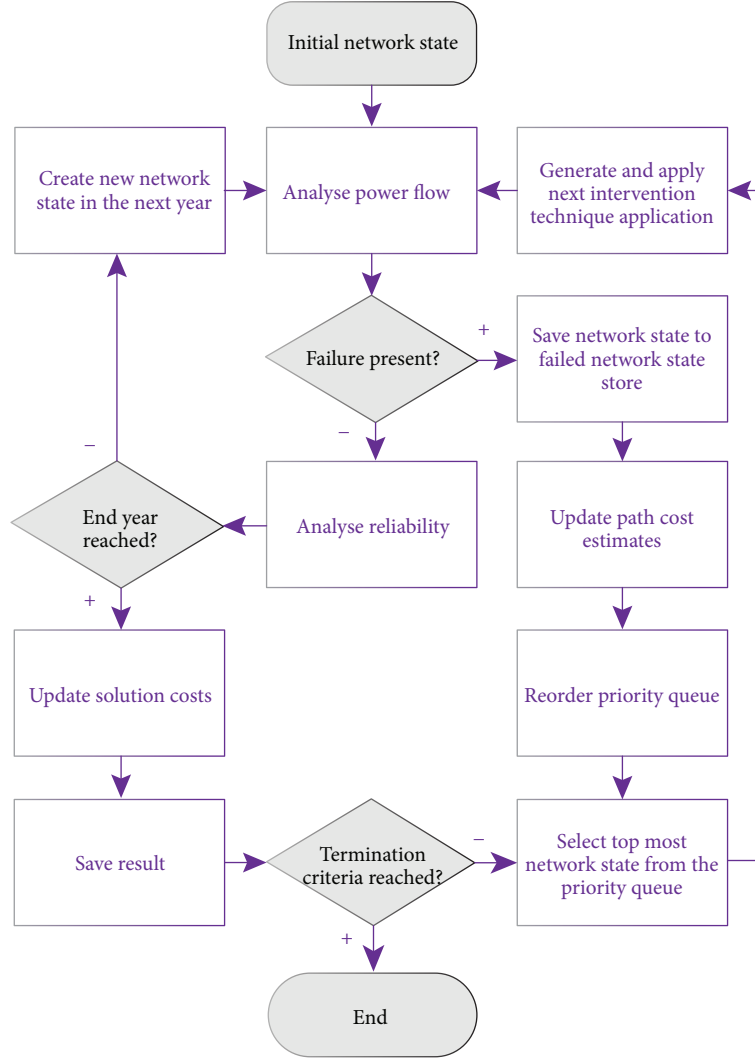 Initial network state
Create new network
state in the next year
Analyse power flow
Generate and apply
next intervention
technique application
Failure present?
+
Save network state to
failed network state
store
−
−
End year
reached?
Analyse reliability
Update path cost
estimates
+
Update solution costs
Reorder priority queue
Save result
Termination
criteria reached?
−
Select top most
network state from the
priority queue
+
End